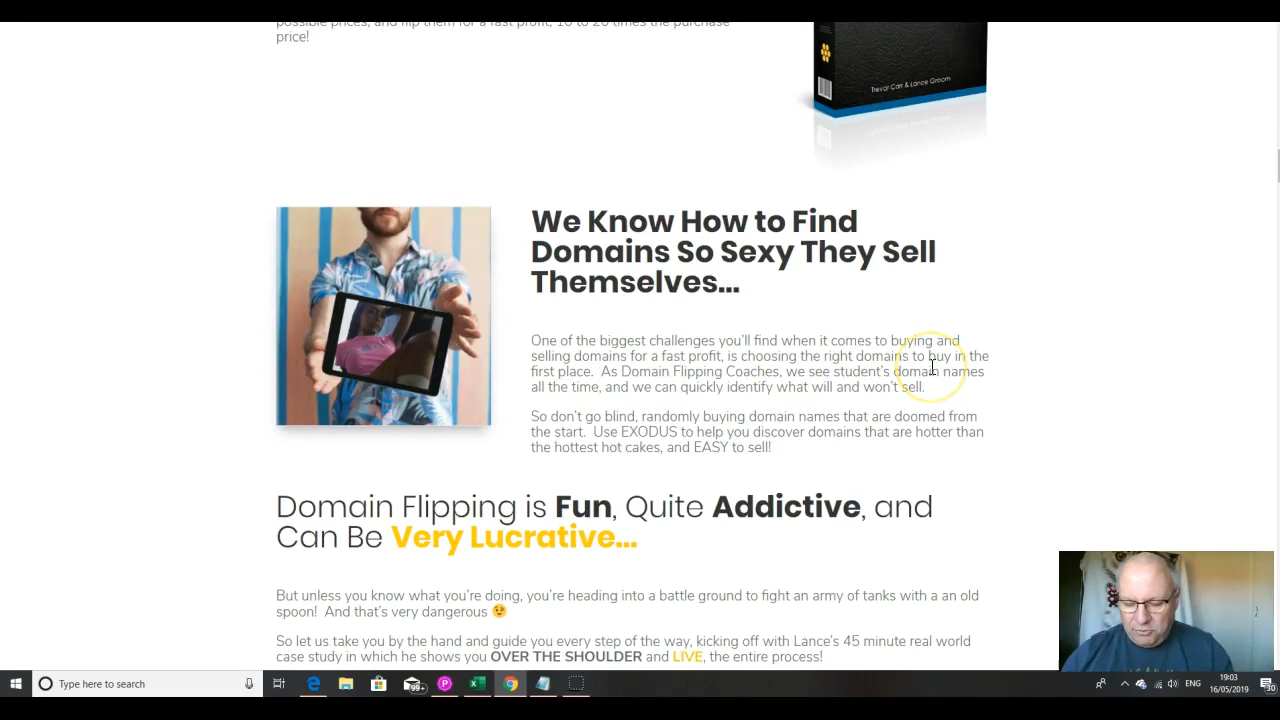 possible prices, and flip them for a fast profit, 10 to 20 times the purchase
price!
Trevor Carr & Lance Groom
We Know How to Find
Domains So Sexy They Sell
Themselves...
One of the biggest challenges you'll find when it comes to buying and
selling domains for a fast profit, is choosing the right domains to buy in the
first place.  As Domain Flipping Coaches, we see student's domain names
all the time, and we can quickly identify what will and won't sell.
So don't go blind, randomly buying domain names that are doomed from
the start.  Use EXODUS to help you discover domains that are hotter than
the hottest hot cakes, and EASY to sell!
Domain Flipping is Fun, Quite Addictive, and
Can Be Very Lucrative...
But unless you know what you're doing, you're heading into a battle ground to fight an army of tanks with a an old
spoon!  And that's very dangerous 😉
So let us take you by the hand and guide you every step of the way, kicking off with Lance's 45 minute real world
case study in which he shows you OVER THE SHOULDER and LIVE, the entire process!
Type here to search
99+
ENG
19:03
16/05/2019
30